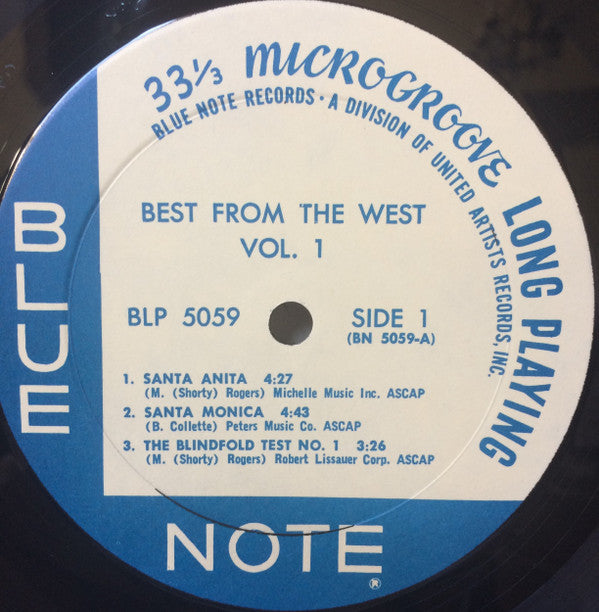 33⅓ MICROGROOVE LONG PLAYING
BLUE NOTE RECORDS • A DIVISION OF UNITED ARTISTS RECORDS, INC.
BEST FROM THE WEST
VOL. 1
BLP 5059 SIDE 1
(BN 5059-A)
1. SANTA ANITA 4:27
(M. (Shorty) Rogers) Michelle Music Inc. ASCAP
2. SANTA MONICA 4:43
(B. Collette) Peters Music Co. ASCAP
3. THE BLINDFOLD TEST NO. 1 3:26
(M. (Shorty) Rogers) Robert Lissauer Corp. ASCAP
BLUE
NOTE®